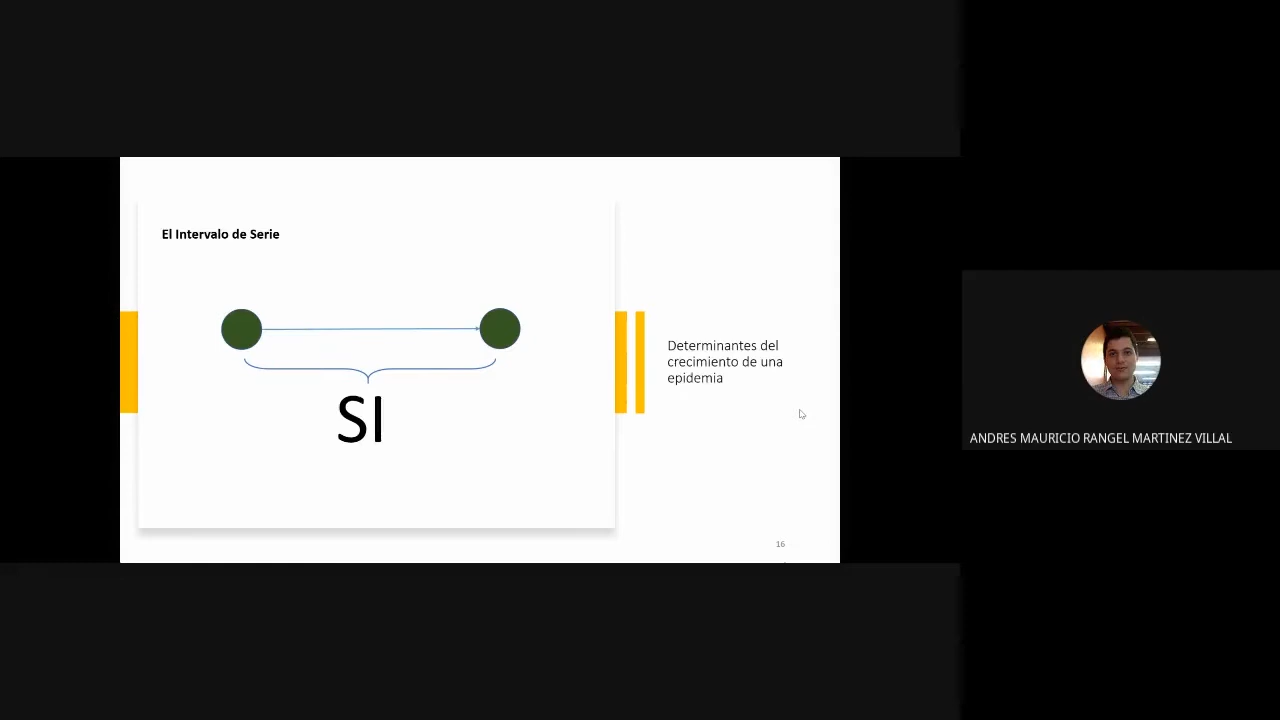 El Intervalo de Serie
SI
Determinantes del
crecimiento de una
epidemia
16
ANDRES MAURICIO RANGEL MARTINEZ VILLAL